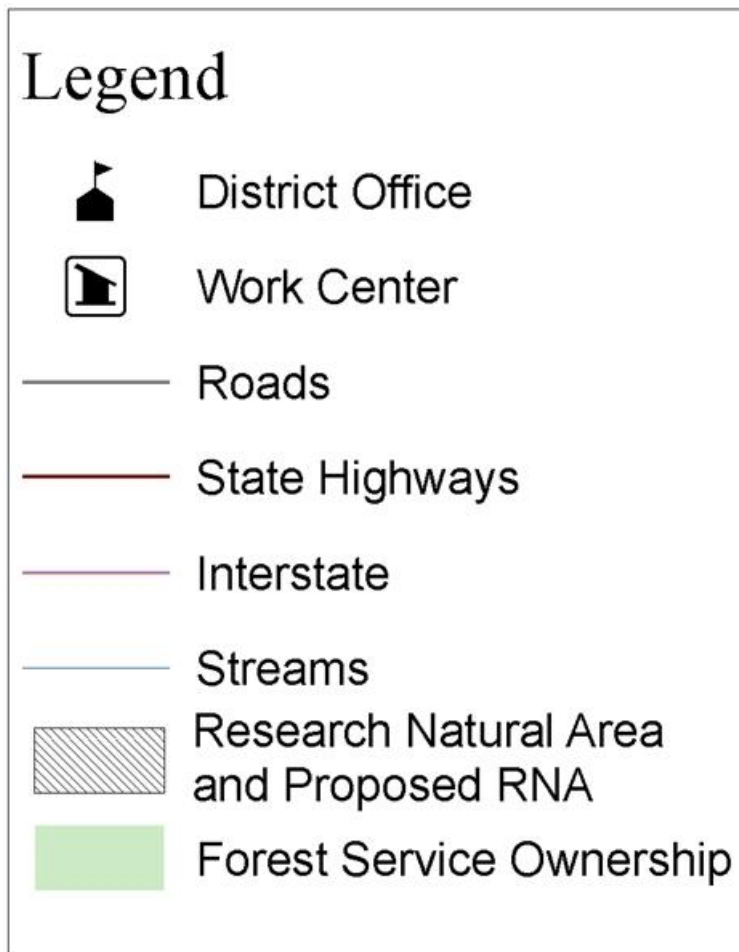 Legend
District Office
Work Center
Roads
State Highways
Interstate
Streams
Research Natural Area
and Proposed RNA
Forest Service Ownership